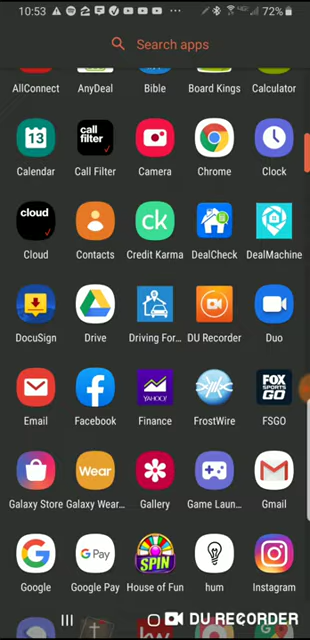 10:53
72%
Search apps
AllConnect AnyDeal Bible Board Kings Calculator
13 call filter
Calendar Call Filter Camera Chrome Clock
cloud ck
Cloud Contacts Credit Karma DealCheck DealMachine
DocuSign Drive Driving For... DU Recorder Duo
YAHOO! FOX SPORTS GO
Email Facebook Finance FrostWire FSGO
Wear
Galaxy Store Galaxy Wear... Gallery Game Laun... Gmail
G Pay SPIN
Google Google Pay House of Fun hum Instagram
DU RECORDER